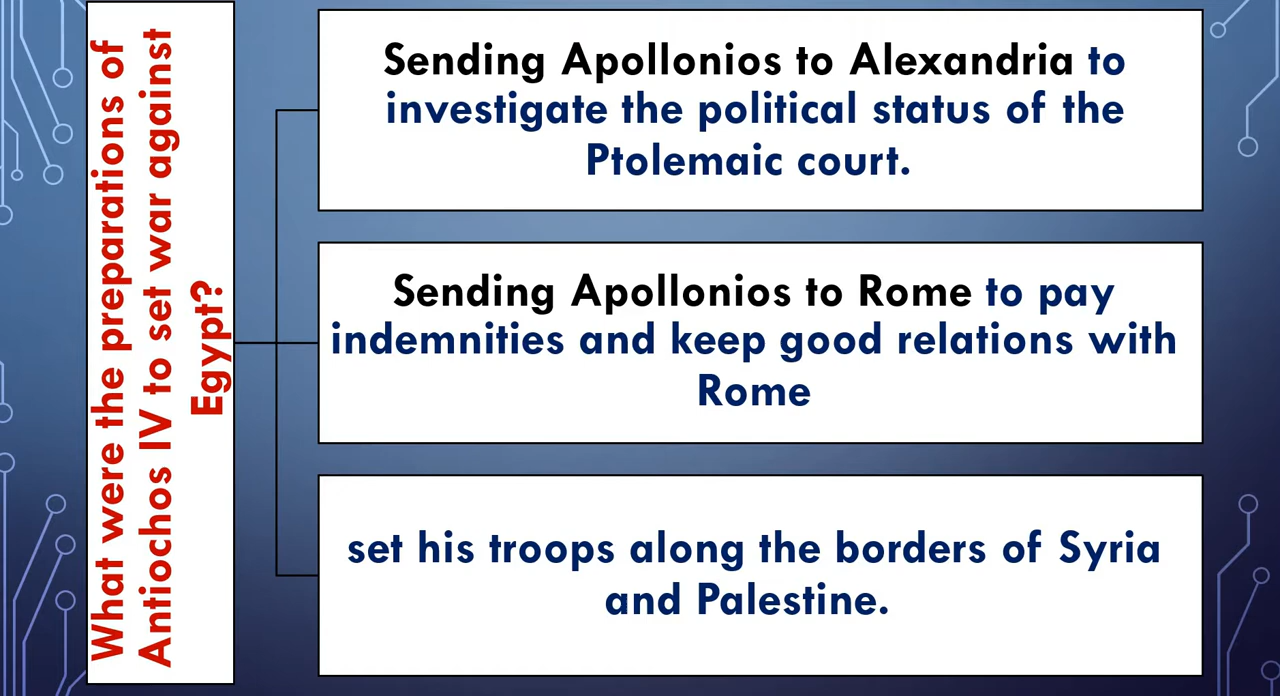 What were the preparations of
Antiochos IV to set war against
Egypt?
Sending Apollonios to Alexandria to
investigate the political status of the
Ptolemaic court.
Sending Apollonios to Rome to pay
indemnities and keep good relations with
Rome
set his troops along the borders of Syria
and Palestine.